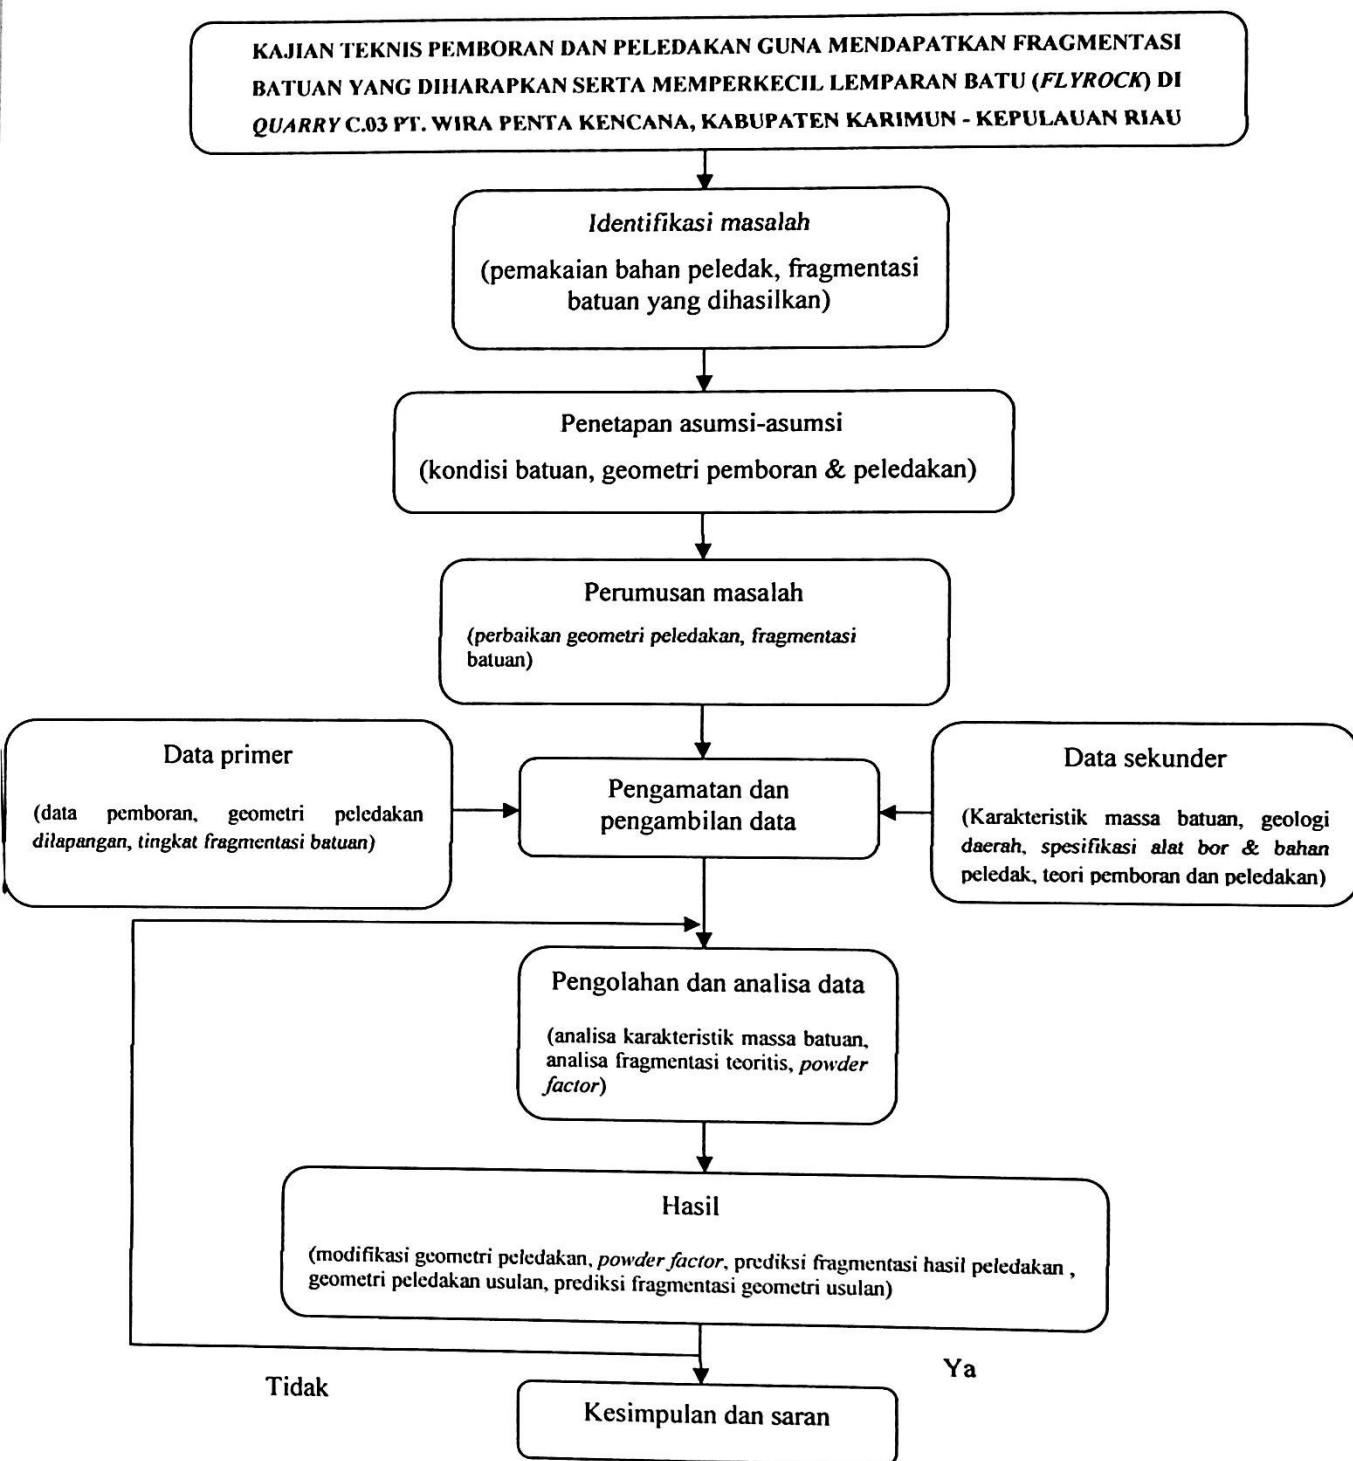 KAJIAN TEKNIS PEMBORAN DAN PELEDAKAN GUNA MENDAPATKAN FRAGMENTASI
BATUAN YANG DIHARAPKAN SERTA MEMPERKECIL LEMPARAN BATU (FLYROCK) DI
QUARRY C.03 PT. WIRA PENTA KENCANA, KABUPATEN KARIMUN - KEPULAUAN RIAU
Identifikasi masalah
(pemakaian bahan peledak, fragmentasi
batuan yang dihasilkan)
Penetapan asumsi-asumsi
(kondisi batuan, geometri pemboran & peledakan)
Perumusan masalah
(perbaikan geometri peledakan, fragmentasi
batuan)
Data primer
(data pemboran, geometri peledakan
dilapangan, tingkat fragmentasi batuan)
Pengamatan dan
pengambilan data
Data sekunder
(Karakteristik massa batuan, geologi
daerah, spesifikasi alat bor & bahan
peledak, teori pemboran dan peledakan)
Pengolahan dan analisa data
(analisa karakteristik massa batuan,
analisa fragmentasi teoritis, powder
factor)
Hasil
(modifikasi geometri peledakan, powder factor, prediksi fragmentasi hasil peledakan ,
geometri peledakan usulan, prediksi fragmentasi geometri usulan)
Ya
Tidak
Kesimpulan dan saran